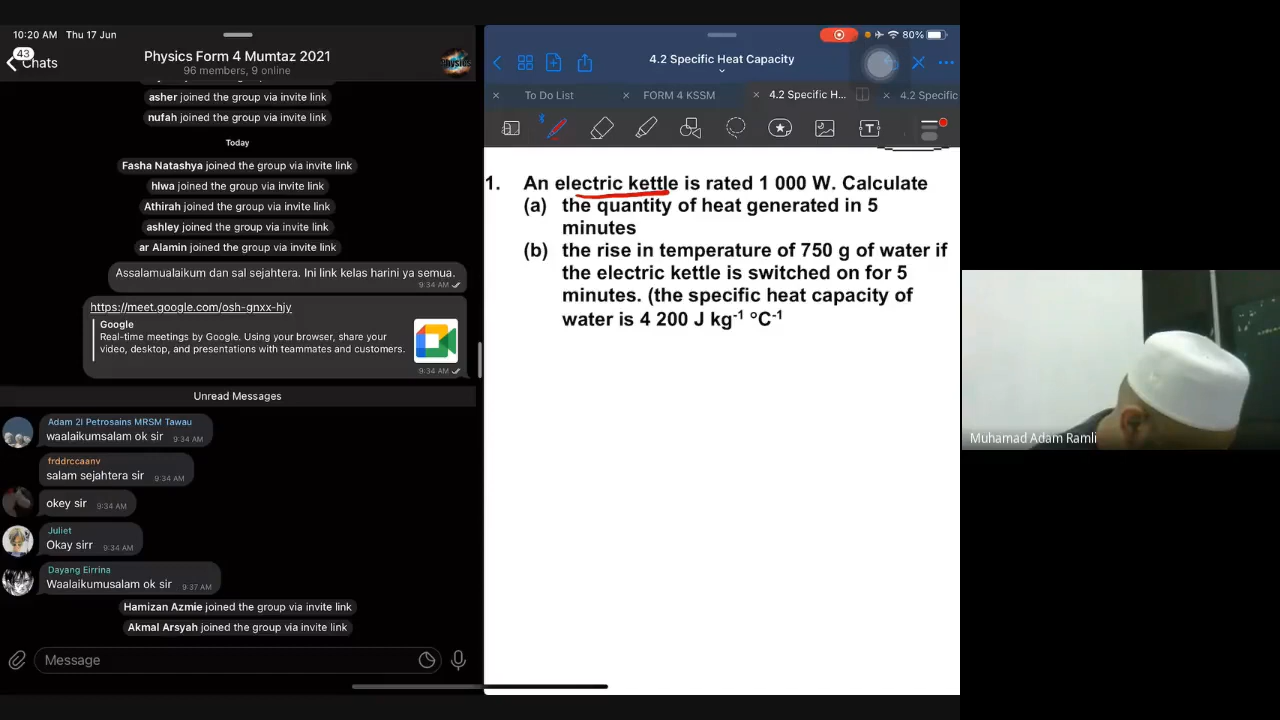 10:20 AM Thu 17 Jun
43
Chats
Physics Form 4 Mumtaz 2021
96 members, 9 online
asher joined the group via invite link
nufah joined the group via invite link
Today
Fasha Natashya joined the group via invite link
hlwa joined the group via invite link
Athirah joined the group via invite link
ashley joined the group via invite link
ar Alamin joined the group via invite link
Assalamualaikum dan sal sejahtera. Ini link kelas harini ya semua.
9:34 AM
https://meet.google.com/osh-gnxx-hjy
Google
Real-time meetings by Google. Using your browser, share your
video, desktop, and presentations with teammates and customers.
9:34 AM
Unread Messages
Adam 2I Petrosains MRSM Tawau
waalaikumsalam ok sir 9:34 AM
frddrccaanv
salam sejahtera sir 9:34 AM
okey sir 9:34 AM
Juliet
Okay sirr 9:34 AM
Dayang Eirrina
Waalaikumusalam ok sir 9:37 AM
Hamizan Azmie joined the group via invite link
Akmal Arsyah joined the group via invite link
Message
80%
4.2 Specific Heat Capacity
To Do List
FORM 4 KSSM
4.2 Specific H...
4.2 Specific
1. An electric kettle is rated 1 000 W. Calculate
(a) the quantity of heat generated in 5
minutes
(b) the rise in temperature of 750 g of water if
the electric kettle is switched on for 5
minutes. (the specific heat capacity of
water is 4 200 J kg⁻¹ °C⁻¹
Muhamad Adam Ramli